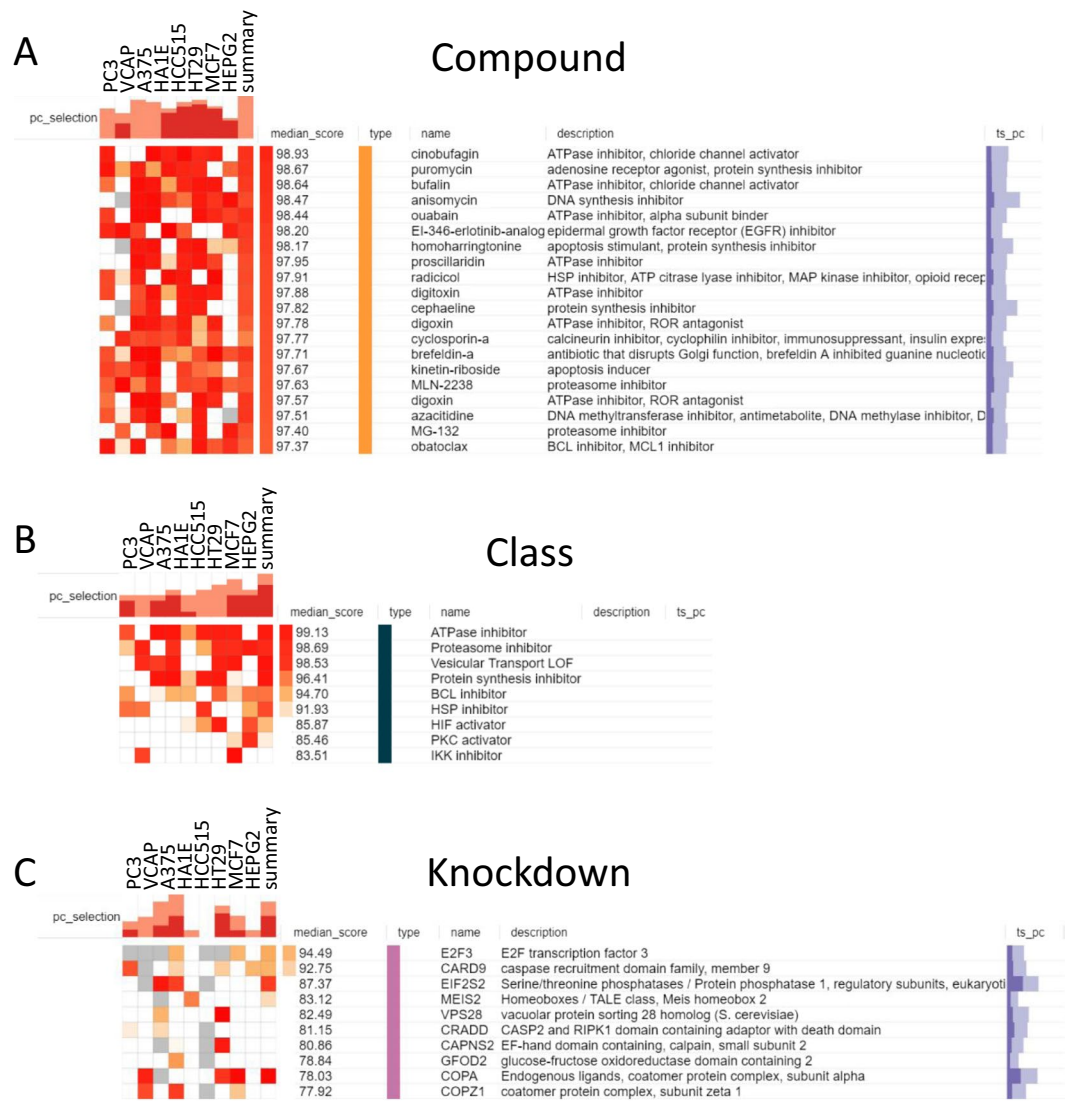 A
Compound
PC3
VCAP
A375
HA1E
HCC515
HT29
MCF7
HEPG2
summary
pc_selection
median_score type name description ts_pc
98.93 cinobufagin ATPase inhibitor, chloride channel activator
98.67 puromycin adenosine receptor agonist, protein synthesis inhibitor
98.64 bufalin ATPase inhibitor, chloride channel activator
98.47 anisomycin DNA synthesis inhibitor
98.44 ouabain ATPase inhibitor, alpha subunit binder
98.20 EI-346-erlotinib-analog epidermal growth factor receptor (EGFR) inhibitor
98.17 homoharringtonine apoptosis stimulant, protein synthesis inhibitor
97.95 proscillaridin ATPase inhibitor
97.91 radicicol HSP inhibitor, ATP citrase lyase inhibitor, MAP kinase inhibitor, opioid recep
97.88 digitoxin ATPase inhibitor
97.82 cephaeline protein synthesis inhibitor
97.78 digoxin ATPase inhibitor, ROR antagonist
97.77 cyclosporin-a calcineurin inhibitor, cyclophilin inhibitor, immunosuppressant, insulin expre
97.71 brefeldin-a antibiotic that disrupts Golgi function, brefeldin A inhibited guanine nucleotic
97.67 kinetin-riboside apoptosis inducer
97.63 MLN-2238 proteasome inhibitor
97.57 digoxin ATPase inhibitor, ROR antagonist
97.51 azacitidine DNA methyltransferase inhibitor, antimetabolite, DNA methylase inhibitor, D
97.40 MG-132 proteasome inhibitor
97.37 obatoclax BCL inhibitor, MCL1 inhibitor
B
Class
PC3
VCAP
A375
HA1E
HCC515
HT29
MCF7
HEPG2
summary
pc_selection
median_score type name description ts_pc
99.13 ATPase inhibitor
98.69 Proteasome inhibitor
98.53 Vesicular Transport LOF
96.41 Protein synthesis inhibitor
94.70 BCL inhibitor
91.93 HSP inhibitor
85.87 HIF activator
85.46 PKC activator
83.51 IKK inhibitor
C
Knockdown
PC3
VCAP
A375
HA1E
HCC515
HT29
MCF7
HEPG2
summary
pc_selection
median_score type name description ts_pc
94.49 E2F3 E2F transcription factor 3
92.75 CARD9 caspase recruitment domain family, member 9
87.37 EIF2S2 Serine/threonine phosphatases / Protein phosphatase 1, regulatory subunits, eukaryoti
83.12 MEIS2 Homeoboxes / TALE class, Meis homeobox 2
82.49 VPS28 vacuolar protein sorting 28 homolog (S. cerevisiae)
81.15 CRADD CASP2 and RIPK1 domain containing adaptor with death domain
80.86 CAPNS2 EF-hand domain containing, calpain, small subunit 2
78.84 GFOD2 glucose-fructose oxidoreductase domain containing 2
78.03 COPA Endogenous ligands, coatomer protein complex, subunit alpha
77.92 COPZ1 coatomer protein complex, subunit zeta 1